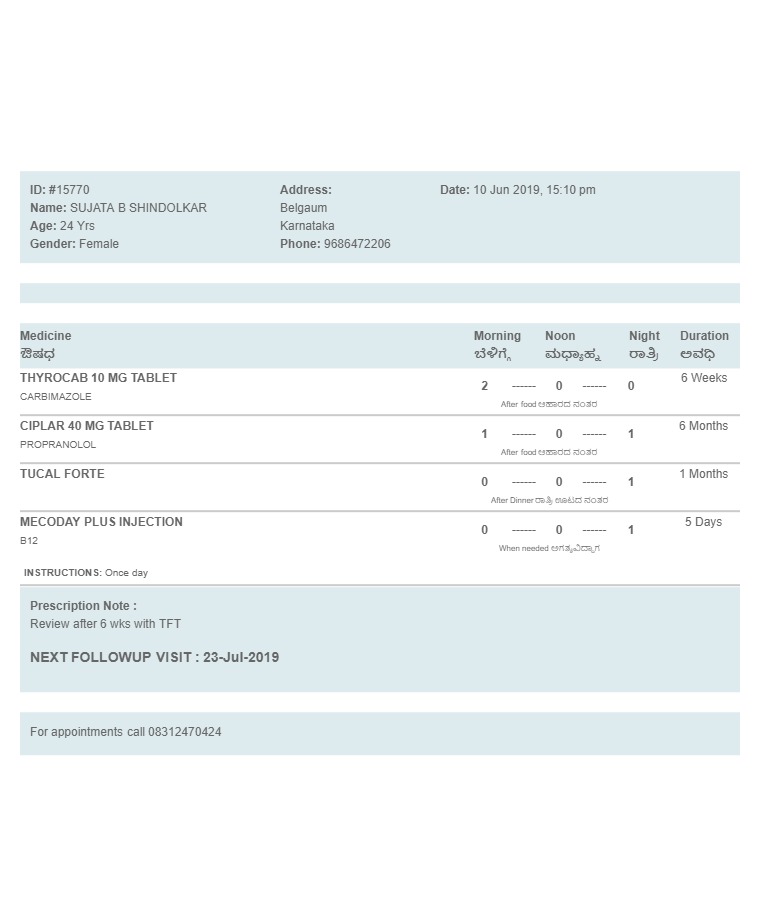 ID: #15770
Name: SUJATA B SHINDOLKAR
Age: 24 Yrs
Gender: Female
Address:
Belgaum
Karnataka
Phone: 9686472206
Date: 10 Jun 2019, 15:10 pm
Medicine Morning Noon Night Duration
ಔಷಧ ಬೆಳಿಗ್ಗೆ ಮಧ್ಯಾಹ್ನ ರಾತ್ರಿ ಅವಧಿ
THYROCAB 10 MG TABLET 2 ------ 0 ------ 0 6 Weeks
CARBIMAZOLE
After food ಆಹಾರದ ನಂತರ
CIPLAR 40 MG TABLET 1 ------ 0 ------ 1 6 Months
PROPRANOLOL
After food ಆಹಾರದ ನಂತರ
TUCAL FORTE 0 ------ 0 ------ 1 1 Months
After Dinner ರಾತ್ರಿ ಊಟದ ನಂತರ
MECODAY PLUS INJECTION 0 ------ 0 ------ 1 5 Days
B12
When needed
INSTRUCTIONS: Once day
Prescription Note :
Review after 6 wks with TFT
NEXT FOLLOWUP VISIT : 23-Jul-2019
For appointments call 08312470424